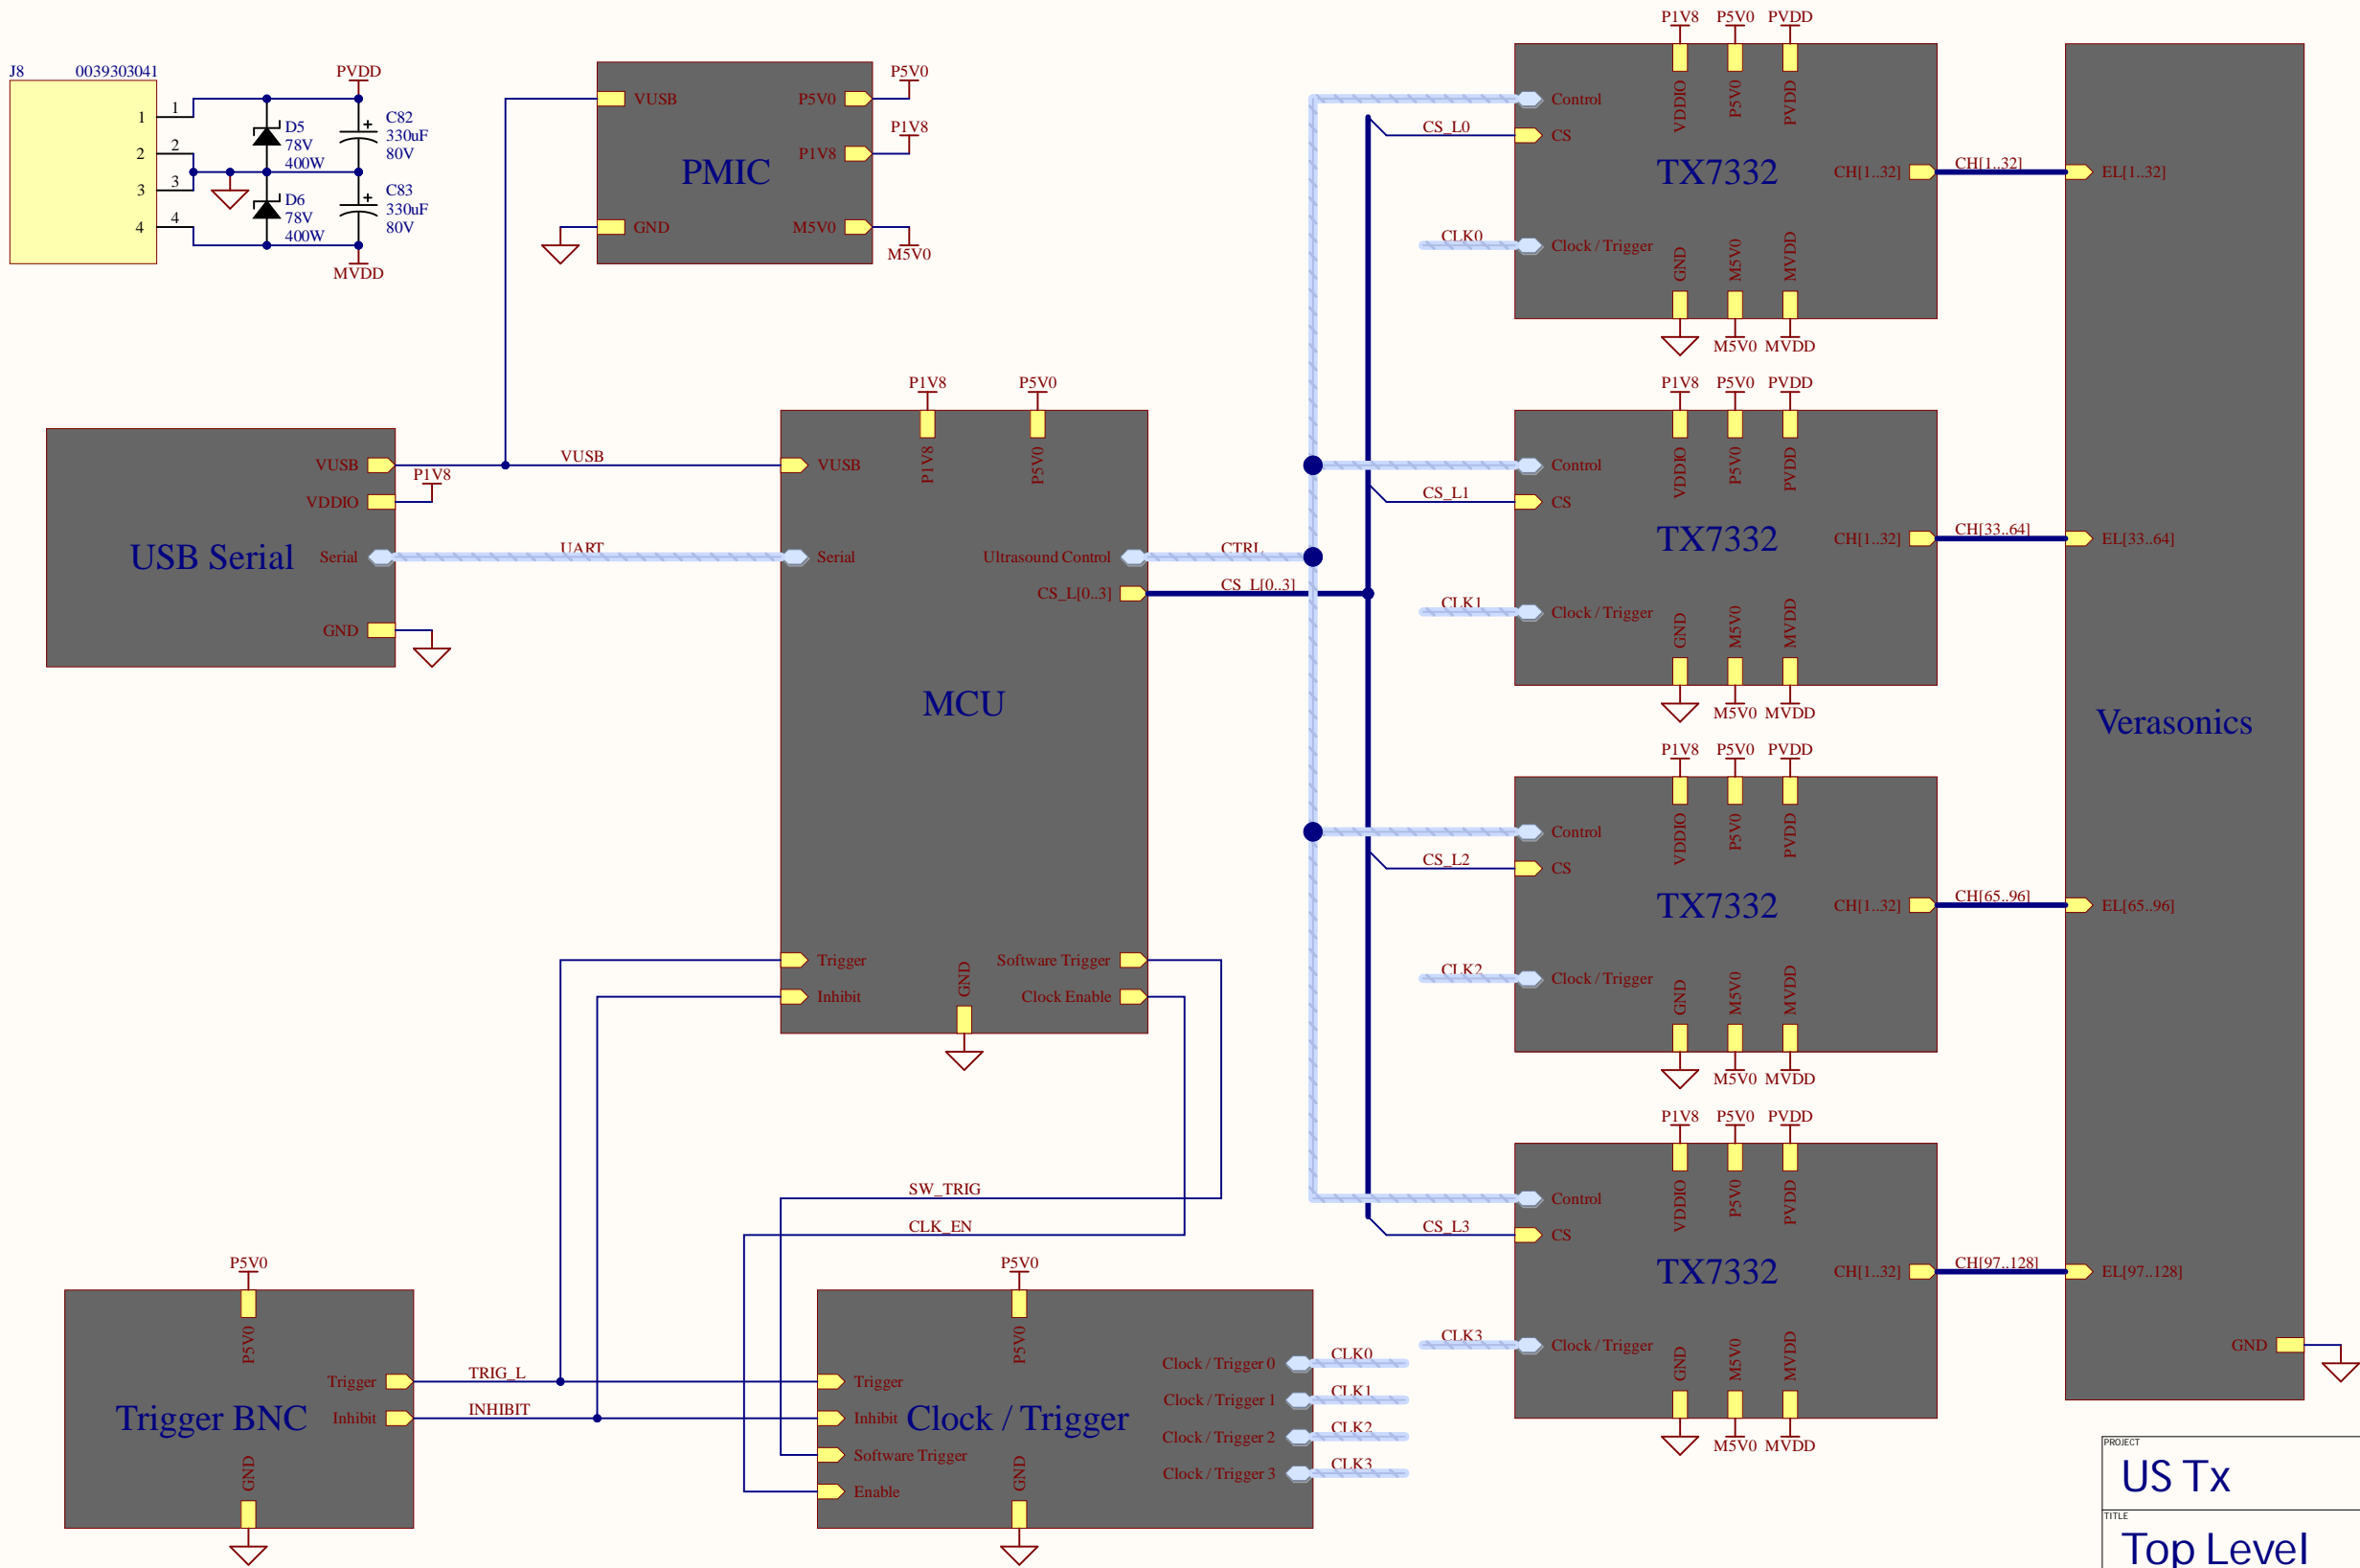 J8 0039303041
1 1
2 2
3 3
4 4
PVDD
D5
78V
400W
C82
330uF
80V
D6
78V
400W
C83
330uF
80V
MVDD
PMIC
VUSB
GND
P5V0
P1V8
M5V0
P5V0
P1V8
M5V0
USB Serial
VUSB
VDDIO
Serial
GND
P1V8
VUSB
UART
MCU
P1V8
P5V0
P1V8
P5V0
VUSB
Serial
Ultrasound Control
CS_L[0..3]
Trigger
Inhibit
Software Trigger
Clock Enable
GND
CTRL
CS_L[0..3]
SW_TRIG
CLK_EN
Trigger BNC
P5V0
P5V0
Trigger
Inhibit
GND
TRIG_L
INHIBIT
Clock / Trigger
P5V0
P5V0
Trigger
Inhibit
Software Trigger
Enable
GND
Clock / Trigger 0
Clock / Trigger 1
Clock / Trigger 2
Clock / Trigger 3
CLK0
CLK1
CLK2
CLK3
P1V8 P5V0 PVDD
VDDIO P5V0 PVDD
Control
CS_L0
CS
TX7332
CH[1..32]
CH[1..32]
CLK0
Clock / Trigger
GND M5V0 MVDD
M5V0 MVDD
P1V8 P5V0 PVDD
VDDIO P5V0 PVDD
Control
CS_L1
CS
TX7332
CH[1..32]
CH[33..64]
CLK1
Clock / Trigger
GND M5V0 MVDD
M5V0 MVDD
P1V8 P5V0 PVDD
VDDIO P5V0 PVDD
Control
CS_L2
CS
TX7332
CH[1..32]
CH[65..96]
CLK2
Clock / Trigger
GND M5V0 MVDD
M5V0 MVDD
P1V8 P5V0 PVDD
VDDIO P5V0 PVDD
Control
CS_L3
CS
TX7332
CH[1..32]
CH[97..128]
CLK3
Clock / Trigger
GND M5V0 MVDD
M5V0 MVDD
Verasonics
EL[1..32]
EL[33..64]
EL[65..96]
EL[97..128]
GND
PROJECT
US Tx
TITLE
Top Level